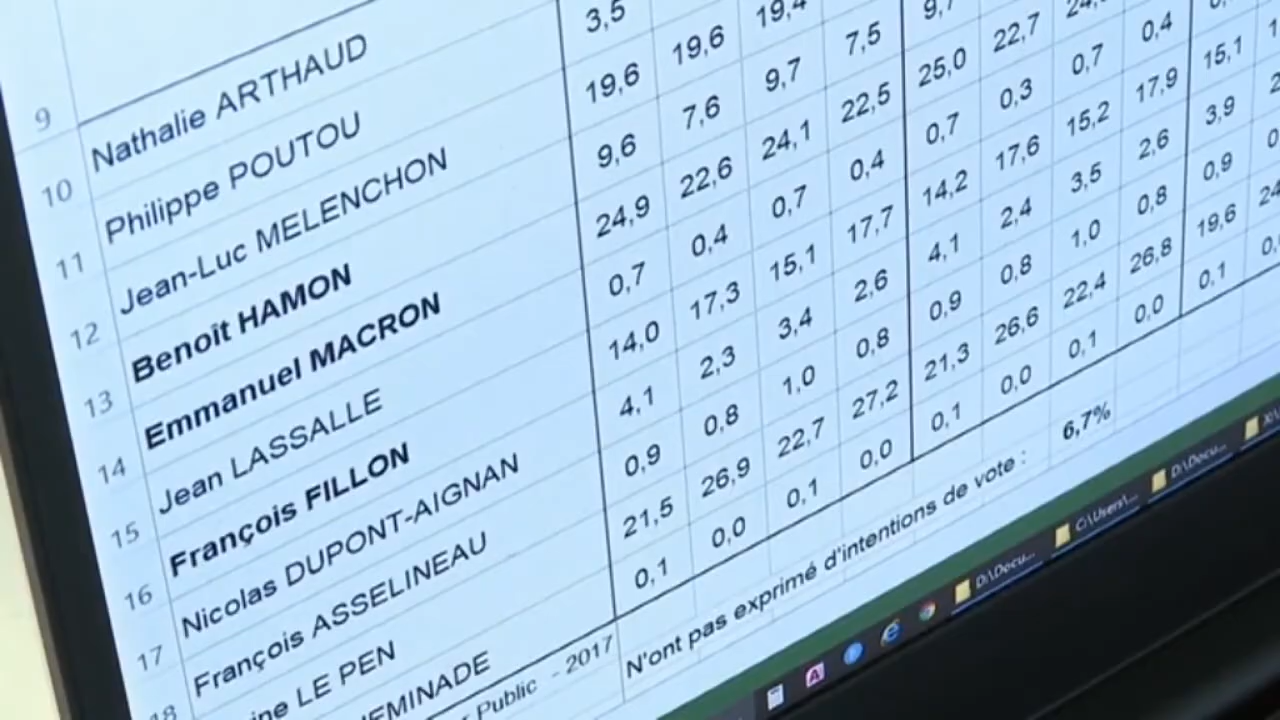 9 Nathalie ARTHAUD
10 Philippe POUTOU 3,5
11 Jean-Luc MELENCHON 19,6 19,6 19,4
12 Benoît HAMON 9,6 7,6 9,7 7,5 9,7
13 Emmanuel MACRON 24,9 22,6 24,1 22,5 25,0 22,7
14 Jean LASSALLE 0,7 0,4 0,7 0,4 0,7 0,3 0,7 0,4
15 François FILLON 14,0 17,3 15,1 17,7 14,2 17,6 15,2 17,9 15,1
16 Nicolas DUPONT-AIGNAN 4,1 2,3 3,4 2,6 4,1 2,4 3,5 2,6 3,9
17 François ASSELINEAU 0,9 0,8 1,0 0,8 0,9 0,8 1,0 0,8 0,9
18 ine LE PEN 21,5 26,9 22,7 27,2 21,3 26,6 22,4 26,8 19,6 24
HEMINADE 0,1 0,0 0,1 0,0 0,1 0,0 0,1 0,0 0,1
r Public - 2017 N'ont pas exprimé d'intentions de vote : 6,7%
D:\Docu... C:\Users\... D:\Docu...